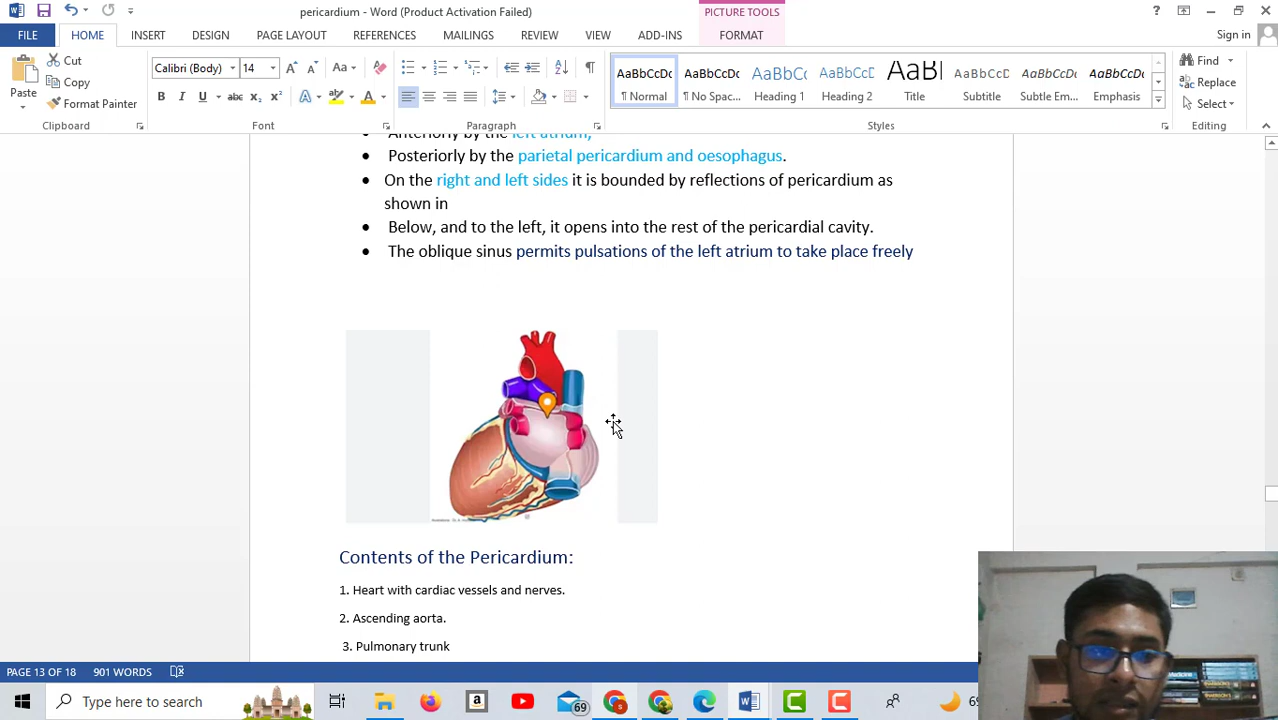 pericardium - Word (Product Activation Failed)
PICTURE TOOLS
?
FILE
HOME
INSERT
DESIGN
PAGE LAYOUT
REFERENCES
MAILINGS
REVIEW
VIEW
ADD-INS
FORMAT
Sign in
Paste
Cut
Copy
Format Painter
Clipboard
Calibri (Body)
14
Font
Paragraph
AaBbCcDc
¶ Normal
AaBbCcDc
¶ No Spac...
AaBbCc
Heading 1
AaBbCcC
Heading 2
AaBb
Title
AaBbCcC
Subtitle
AaBbCcDc
Subtle Em...
AaBbCcDc
Emphasis
Styles
Find
Replace
Select
Editing
Anteriorly by the left atrium,
• Posteriorly by the parietal pericardium and oesophagus.
• On the right and left sides it is bounded by reflections of pericardium as
shown in
• Below, and to the left, it opens into the rest of the pericardial cavity.
• The oblique sinus permits pulsations of the left atrium to take place freely
Contents of the Pericardium:
1. Heart with cardiac vessels and nerves.
2. Ascending aorta.
3. Pulmonary trunk
PAGE 13 OF 18
901 WORDS
Type here to search
69